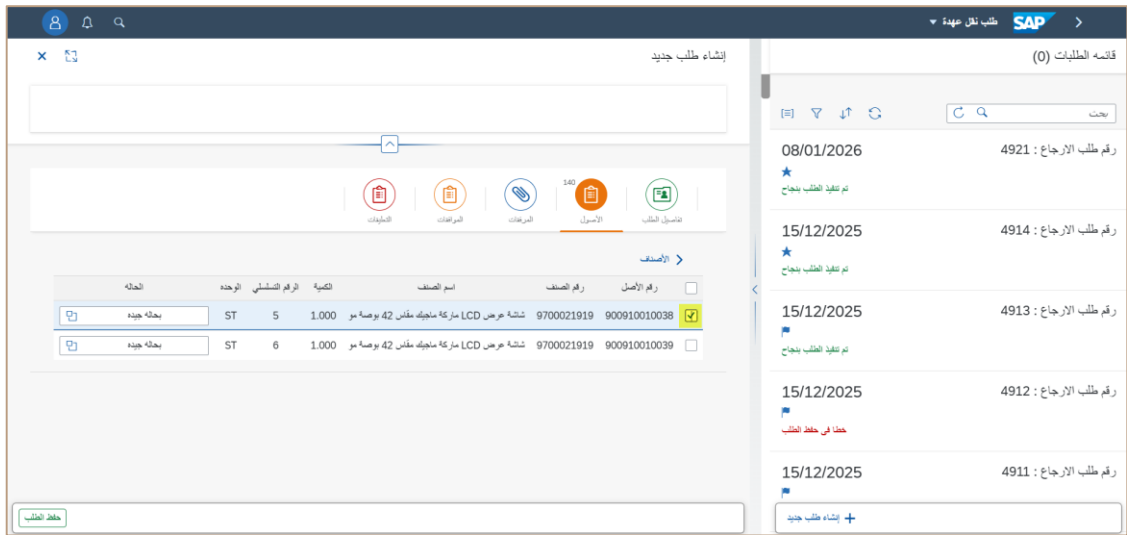 SAP طلب نقل عهدة
قائمه الطلبات (0)
بحث
رقم طلب الارجاع : 4921
08/01/2026
تم تنفيذ الطلب بنجاح
رقم طلب الارجاع : 4914
15/12/2025
تم تنفيذ الطلب بنجاح
رقم طلب الارجاع : 4913
15/12/2025
تم تنفيذ الطلب بنجاح
رقم طلب الارجاع : 4912
15/12/2025
خطا في حفظ الطلب
رقم طلب الارجاع : 4911
15/12/2025
إنشاء طلب جديد
إنشاء طلب جديد
140
تفاصيل الطلب الأصول المرفقات الموافقات التعليقات
الأصناف
رقم الأصل رقم الصنف اسم الصنف الكمية الرقم التسلسلي الوحده الحاله
900910010038 9700021919 شاشة عرض LCD ماركة ماجيك مقاس 42 بوصة مو 1.000 5 ST بحاله جيده
900910010039 9700021919 شاشة عرض LCD ماركة ماجيك مقاس 42 بوصة مو 1.000 6 ST بحاله جيده
حفظ الطلب